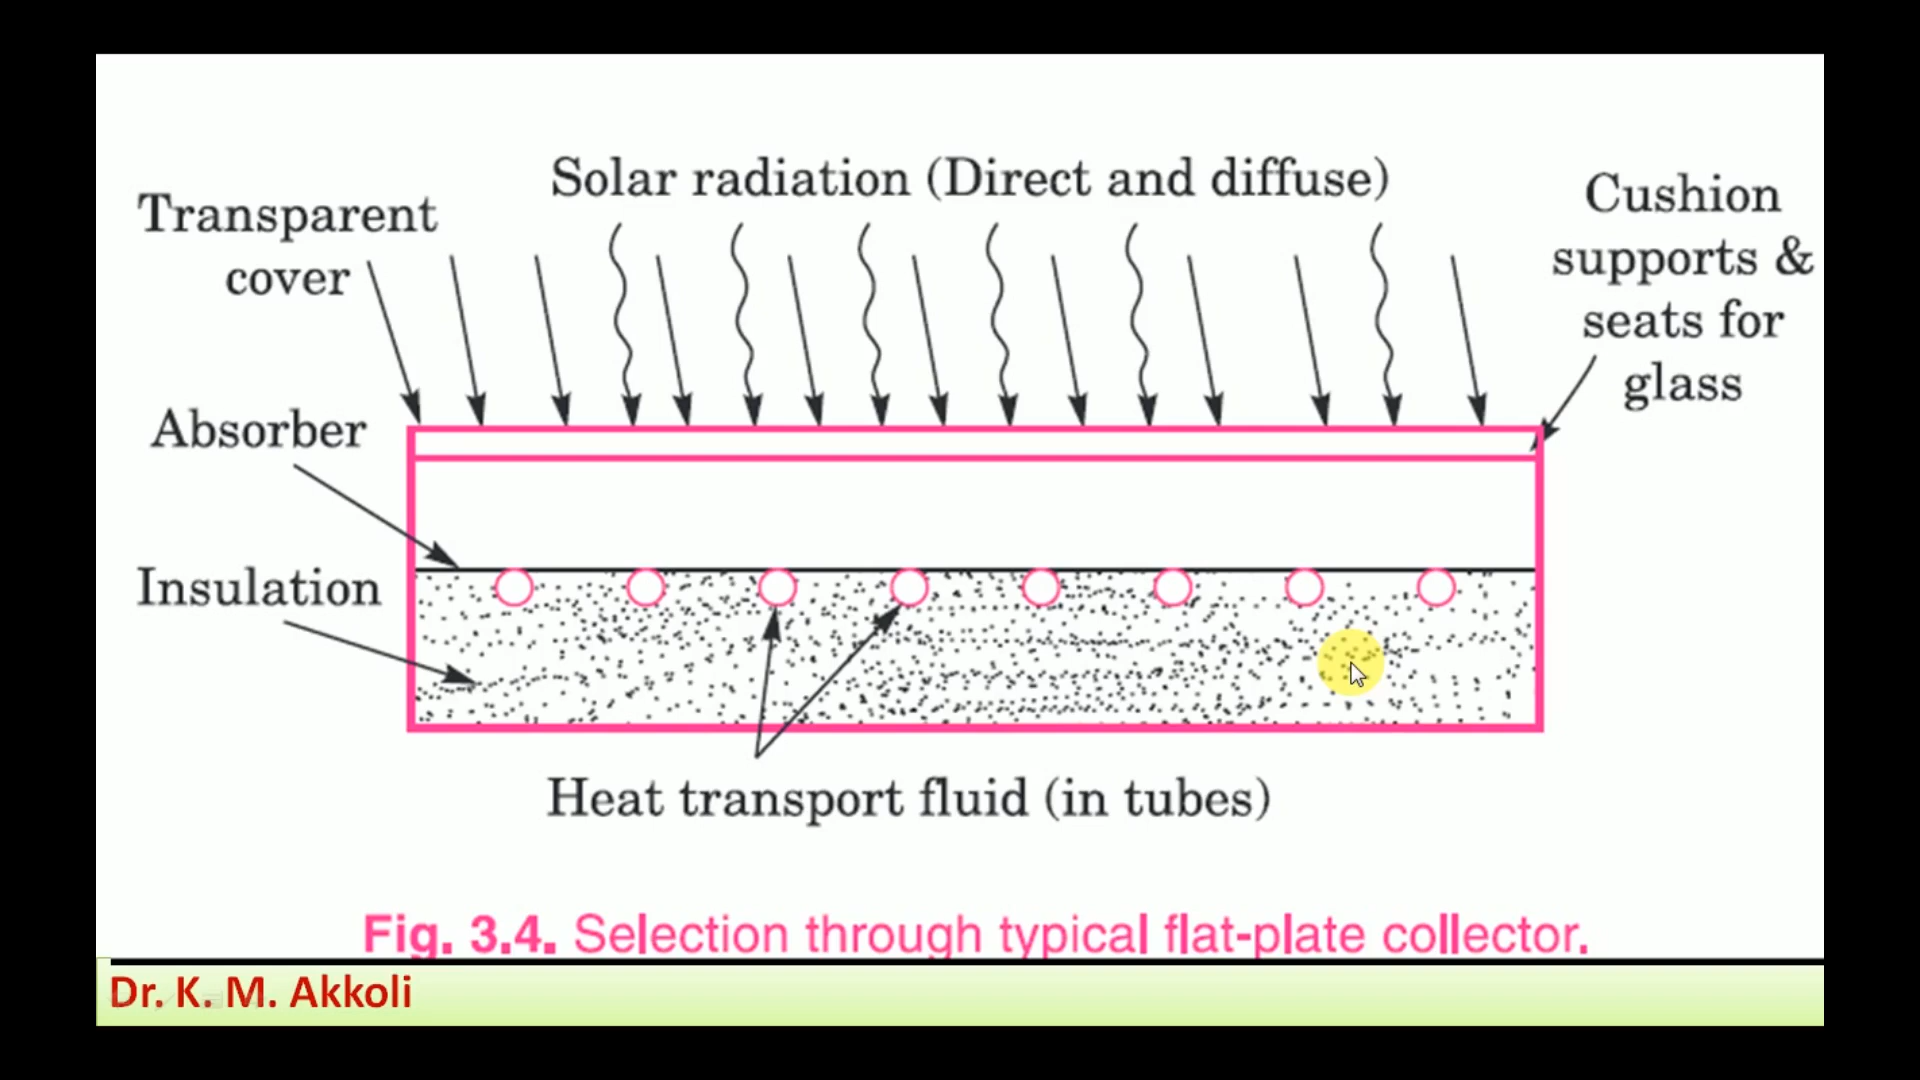 Solar radiation (Direct and diffuse)
Transparent
cover
Cushion
supports &
seats for
glass
Absorber
Insulation
Heat transport fluid (in tubes)
Fig. 3.4. Selection through typical flat-plate collector.
Dr. K. M. Akkoli